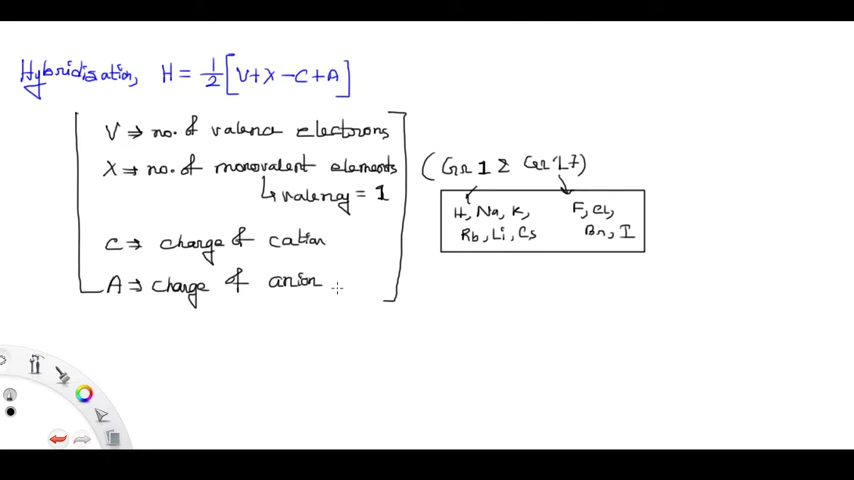 Hybridisation, H = 1/2 [V+X-C+A]
V ⇒ no. of valence electrons
X ⇒ no. of monovalent elements (Gr 1 & Gr 17)
↳ valency = 1
H, Na, K, F, Cl,
Rb, Li, Cs Br, I
C ⇒ charge of cation
A ⇒ charge of anion